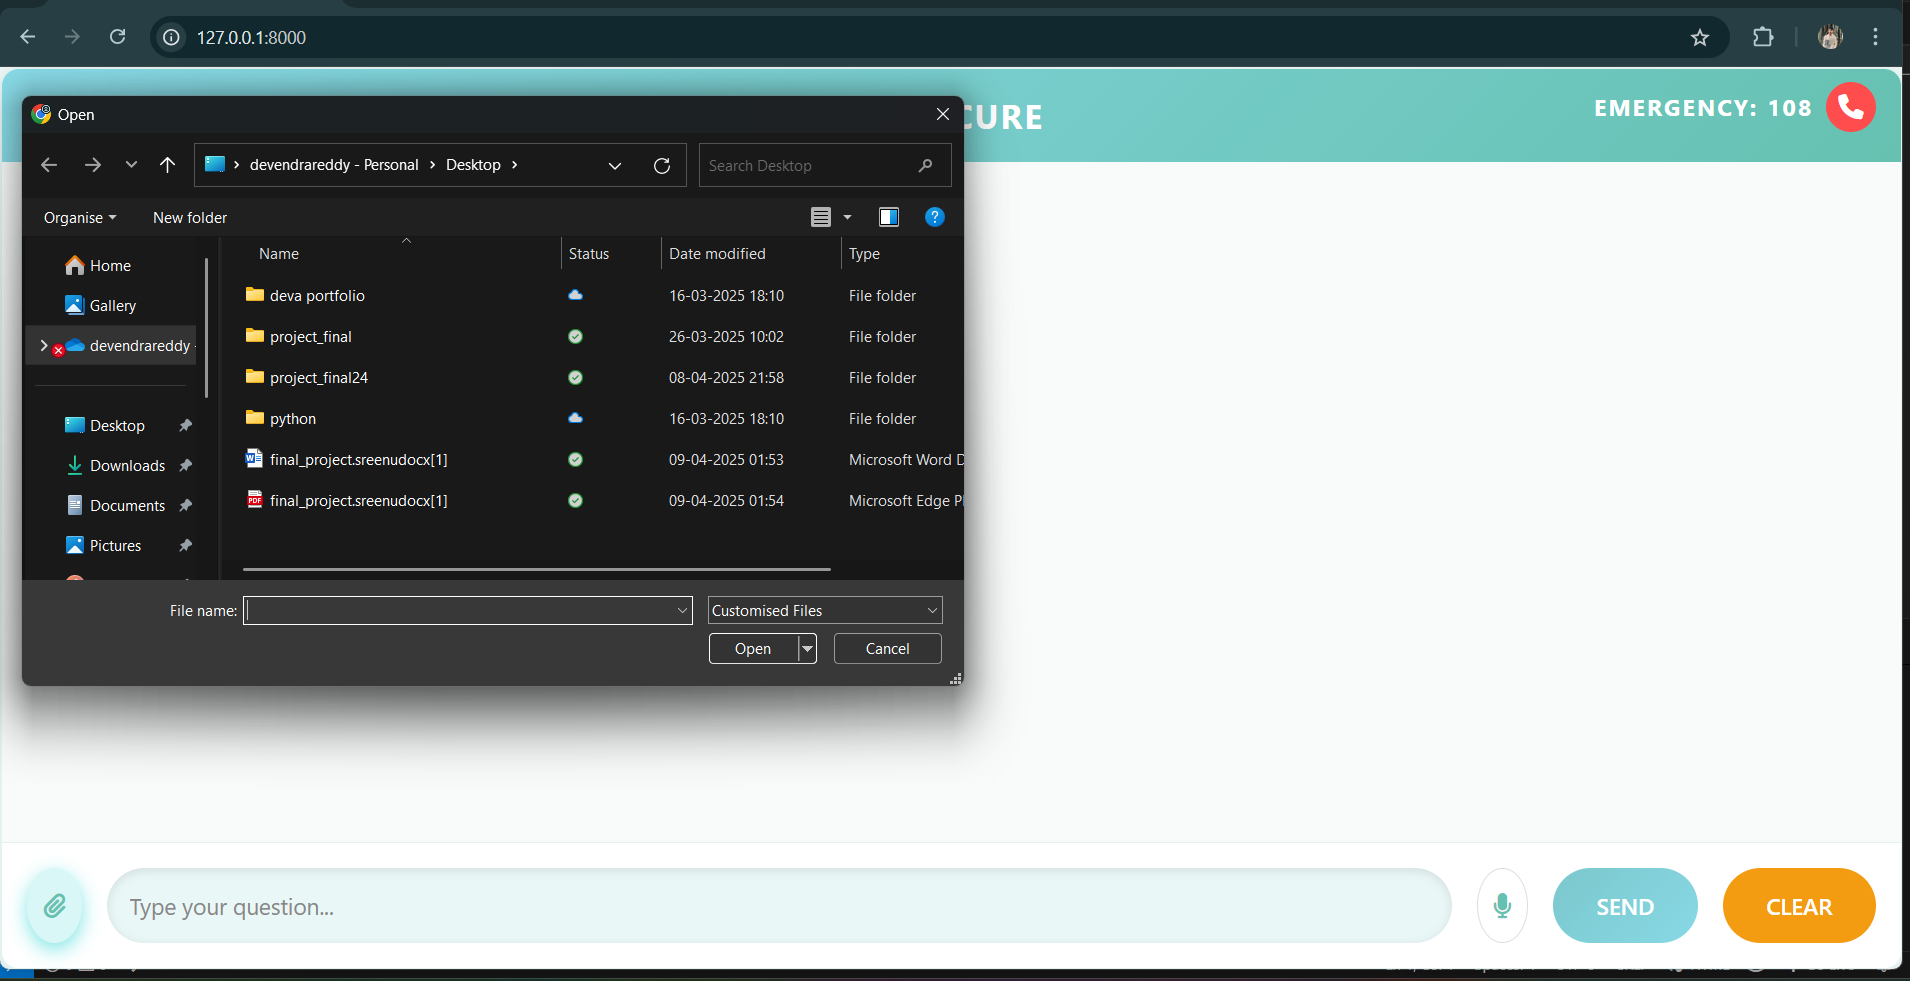 127.0.0.1:8000
CURE
EMERGENCY: 108
Open
devendrareddy - Personal > Desktop >
Search Desktop
Organise
New folder
?
Name Status Date modified Type
Home
Gallery
devendrareddy -
Desktop
Downloads
Documents
Pictures
deva portfolio 16-03-2025 18:10 File folder
project_final 26-03-2025 10:02 File folder
project_final24 08-04-2025 21:58 File folder
python 16-03-2025 18:10 File folder
final_project.sreenudocx[1] 09-04-2025 01:53 Microsoft Word D
final_project.sreenudocx[1] 09-04-2025 01:54 Microsoft Edge P
File name:
Customised Files
Open
Cancel
Type your question...
SEND
CLEAR